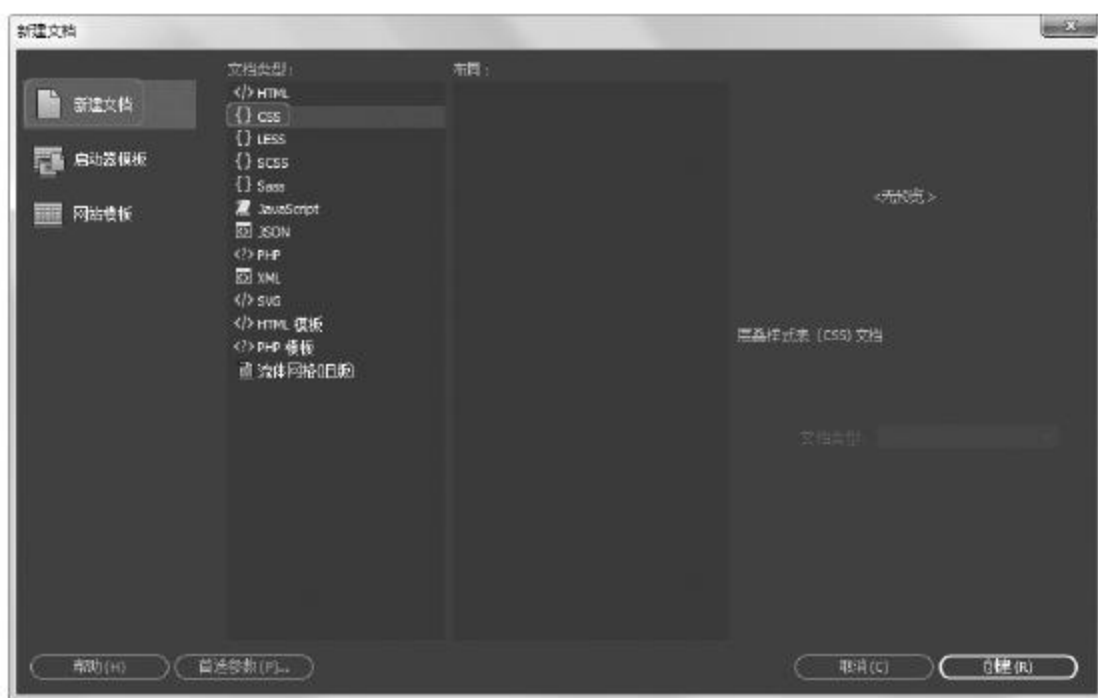 新建文档
新建文档
启动器模板
网站模板
文档类型:
</> HTML
{} CSS
{} LESS
{} SCSS
{} Sass
JavaScript
JSON
<?> PHP
XML
</> SVG
</> HTML 模板
<?> PHP 模板
流体网格(旧版)
布局:
<无预览>
层叠样式表 (CSS) 文档
文档类型:
帮助(H)
首选参数(P)...
取消(C)
创建(R)